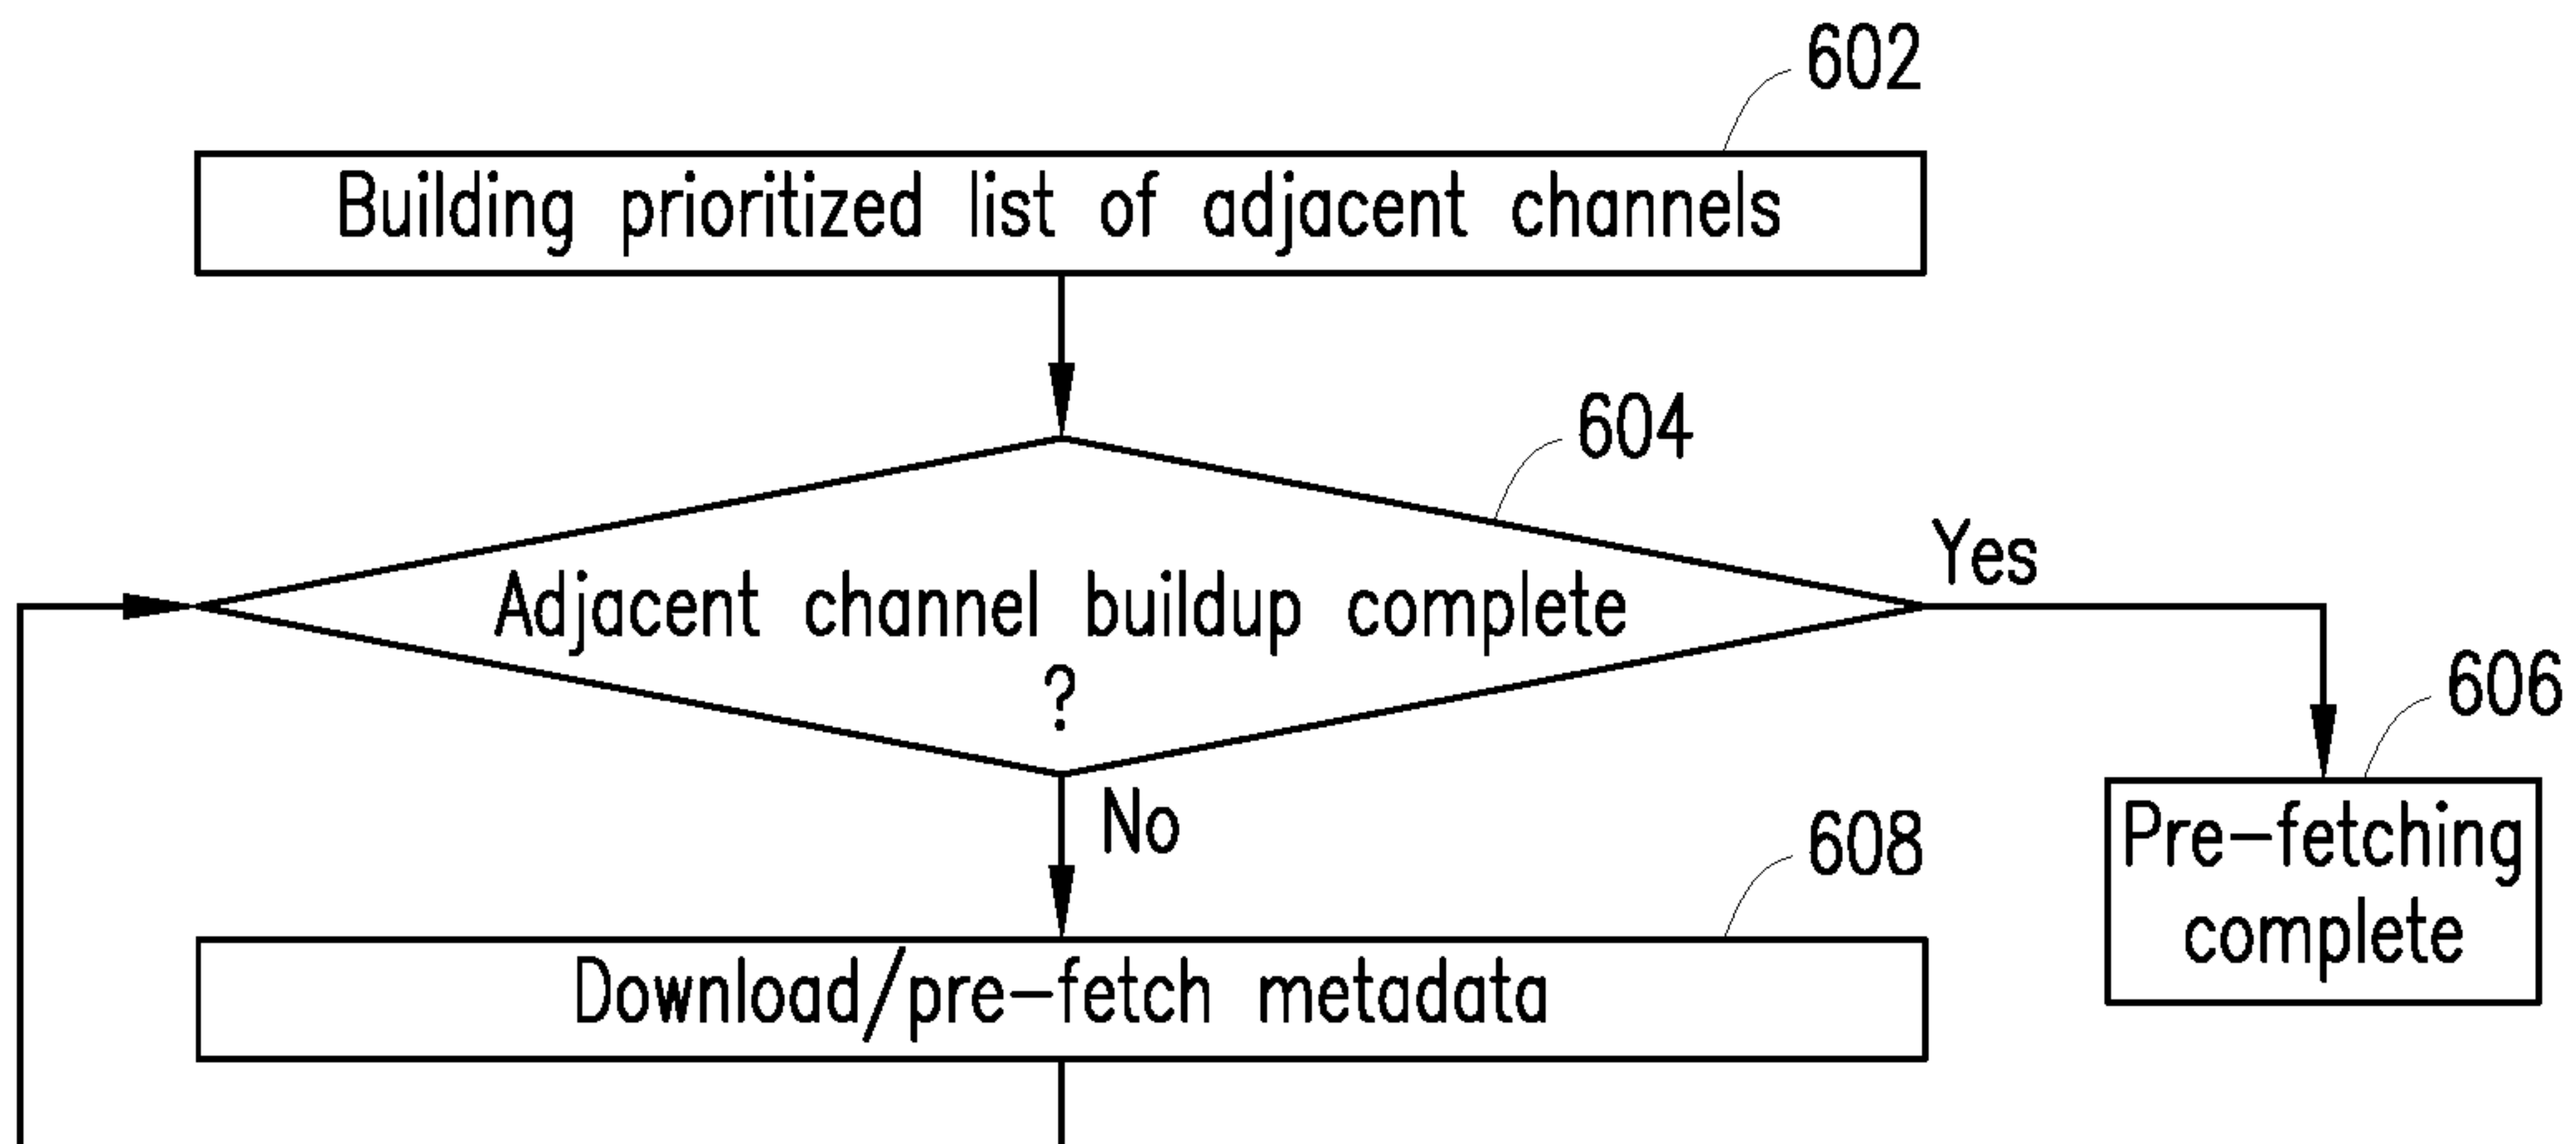 602
Building prioritized list of adjacent channels
604
Yes
Adjacent channel buildup complete
?
606
No
608
Pre-fetching
complete
Download/pre-fetch metadata